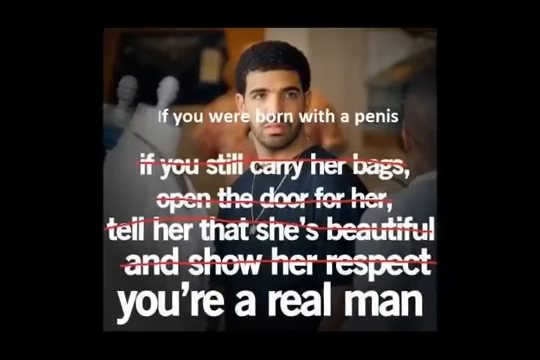 If you were born with a penis
if you still carry her bags,
open the door for her,
tell her that she's beautiful
and show her respect
you're a real man